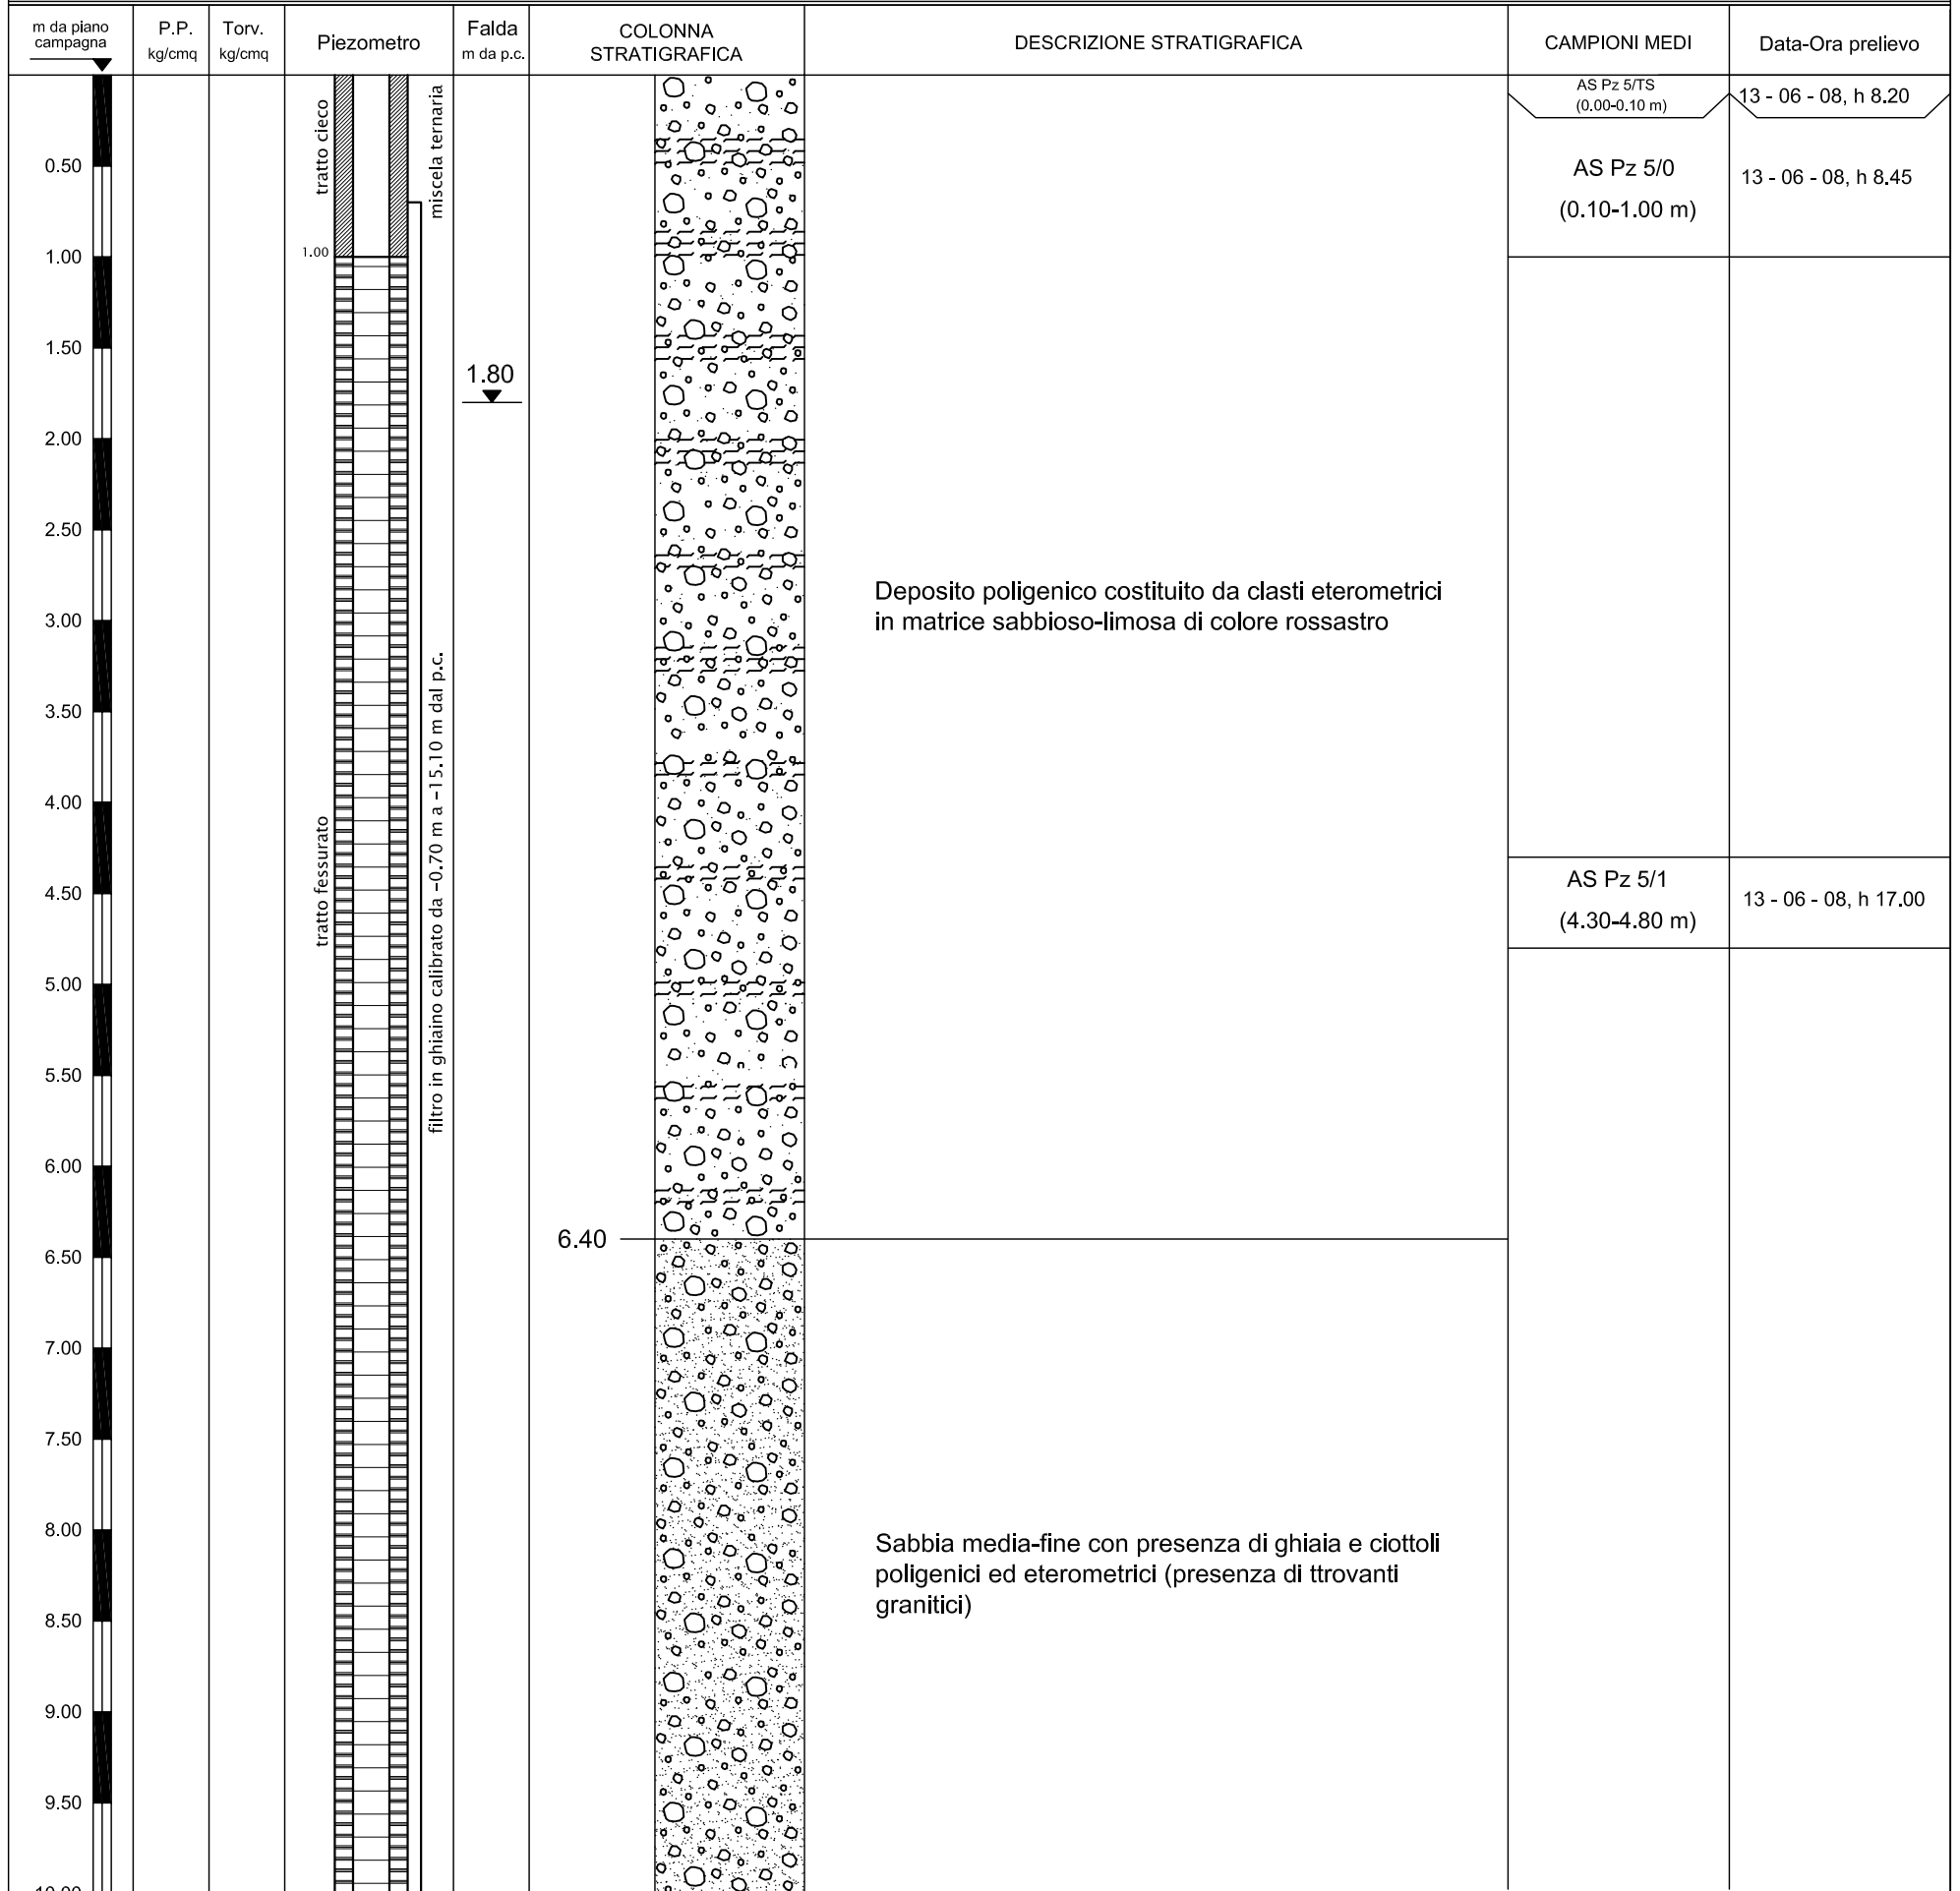 m da piano
campagna
P.P.
kg/cmq
Torv.
kg/cmq
Piezometro
Falda
m da p.c.
COLONNA
STRATIGRAFICA
DESCRIZIONE STRATIGRAFICA
CAMPIONI MEDI
Data-Ora prelievo
AS Pz 5/TS
(0.00-0.10 m)
13 - 06 - 08, h 8.20
tratto cieco
miscela ternaria
0.50
AS Pz 5/0
(0.10-1.00 m)
13 - 06 - 08, h 8.45
1.00
1.00
1.50
1.80
2.00
2.50
Deposito poligenico costituito da clasti eterometrici
in matrice sabbioso-limosa di colore rossastro
3.00
3.50
4.00
tratto fessurato
filtro in ghiaino calibrato da -0.70 m a -15.10 m dal p.c.
4.50
AS Pz 5/1
(4.30-4.80 m)
13 - 06 - 08, h 17.00
5.00
5.50
6.00
6.40
6.50
7.00
7.50
8.00
Sabbia media-fine con presenza di ghiaia e ciottoli
poligenici ed eterometrici (presenza di ttrovanti
granitici)
8.50
9.00
9.50
10.00